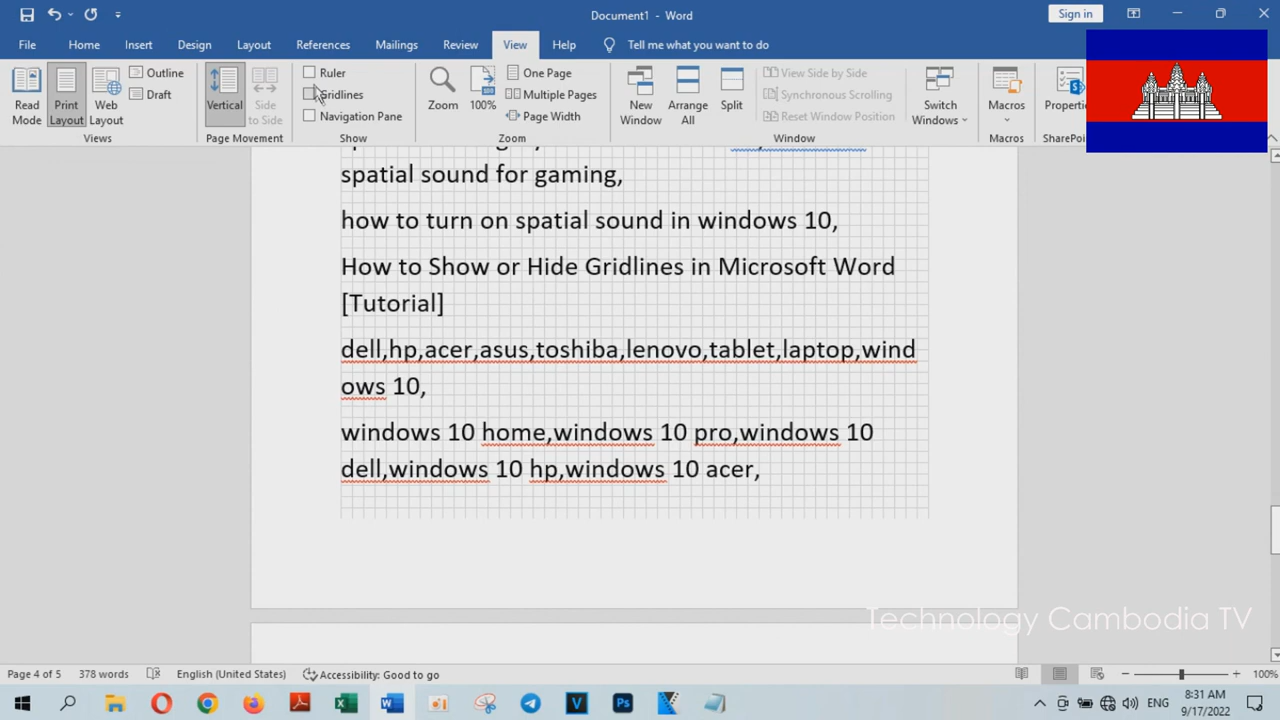 Document1 - Word
Sign in
File Home Insert Design Layout References Mailings Review View Help Tell me what you want to do
Read Mode
Print Layout
Web Layout
Outline
Draft
Views
Vertical
Side to Side
Page Movement
Ruler
Gridlines
Navigation Pane
Show
Zoom
100%
One Page
Multiple Pages
Page Width
Zoom
New Window
Arrange All
Split
View Side by Side
Synchronous Scrolling
Reset Window Position
Window
Switch Windows
Macros
Macros
Properti
SharePoi
spatial sound for gaming,
how to turn on spatial sound in windows 10,
How to Show or Hide Gridlines in Microsoft Word
[Tutorial]
dell,hp,acer,asus,toshiba,lenovo,tablet,laptop,wind
ows 10,
windows 10 home,windows 10 pro,windows 10
dell,windows 10 hp,windows 10 acer,
Technology Cambodia TV
Page 4 of 5 378 words English (United States) Accessibility: Good to go 100%
ENG
8:31 AM
9/17/2022